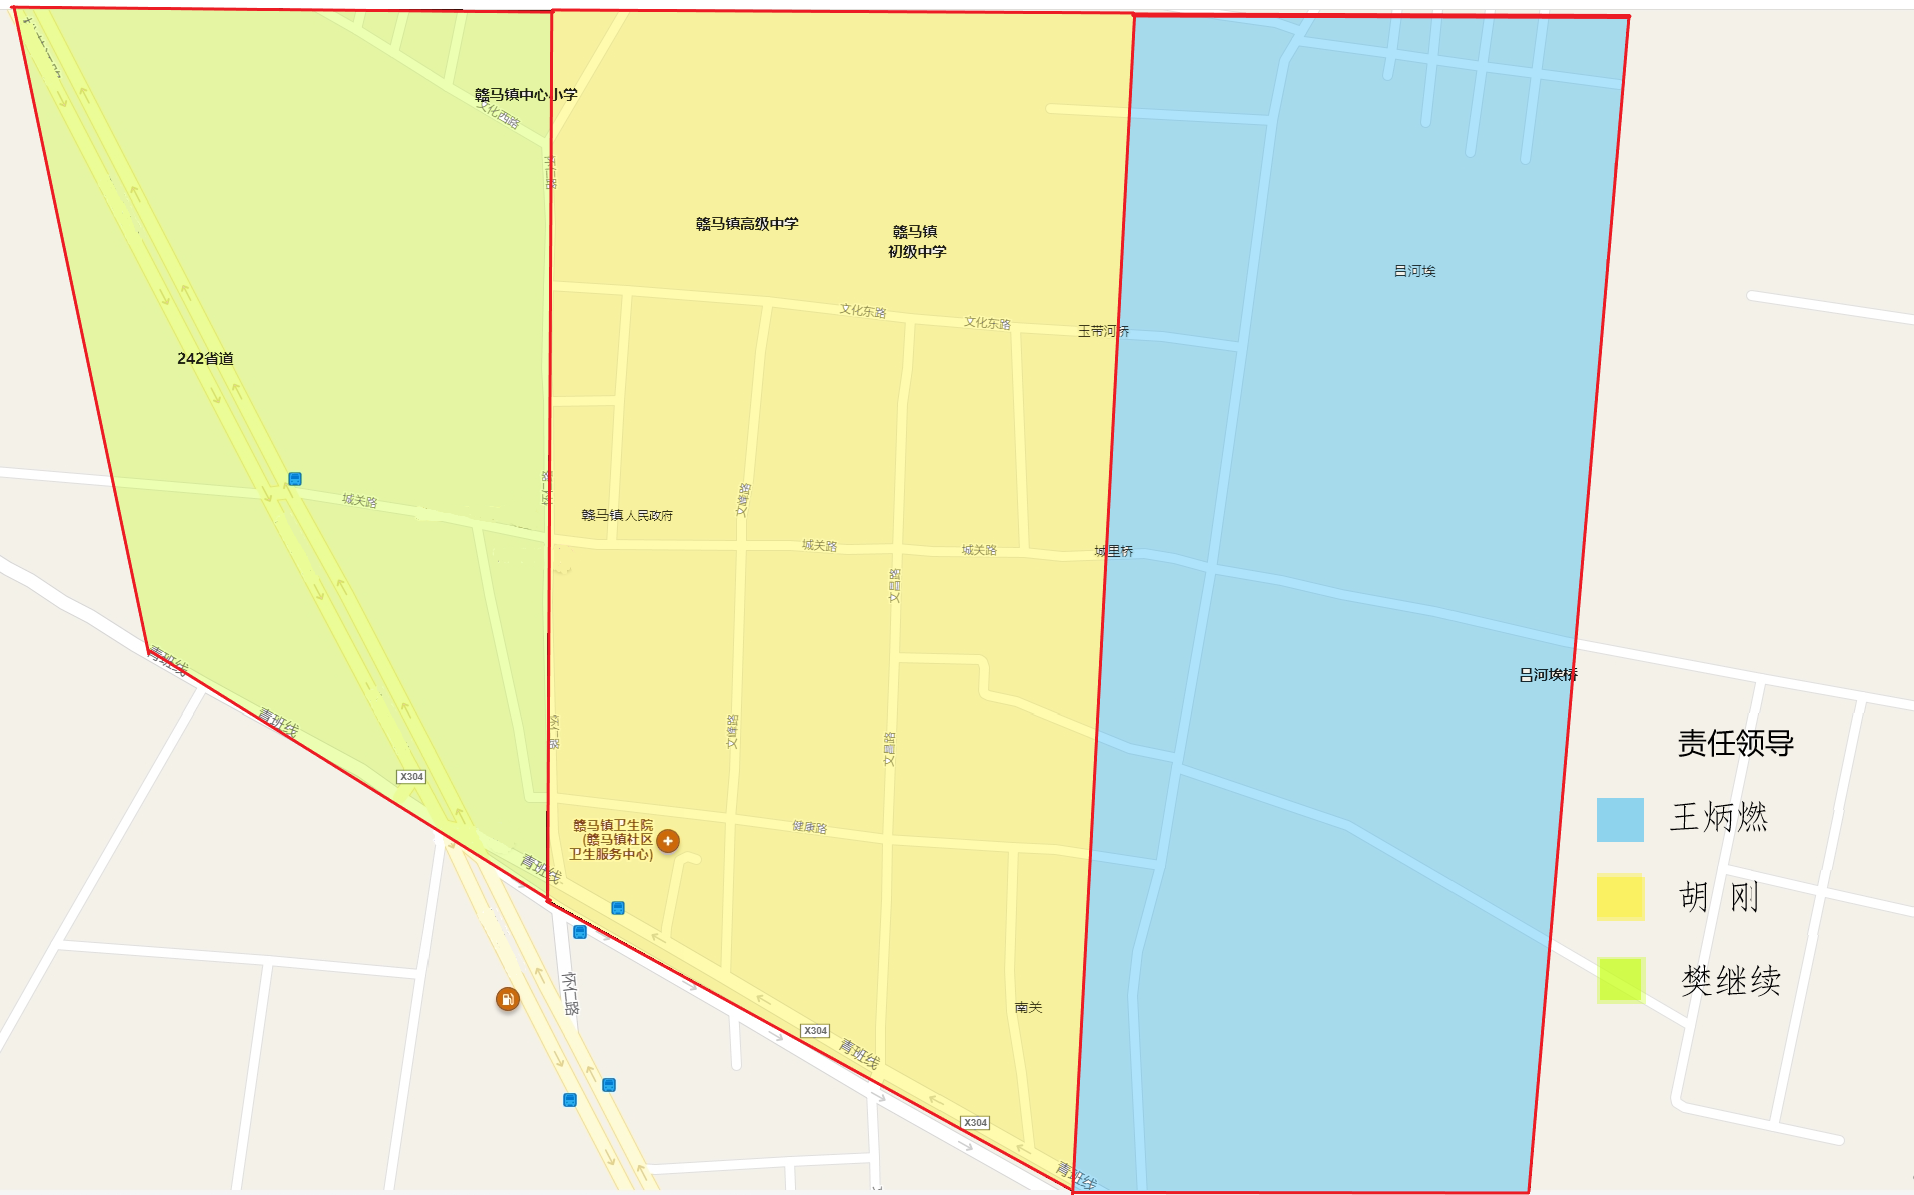 赣马镇中心小学
文化西路
怀仁路
赣马镇高级中学
赣马镇
初级中学
吕河埃
文化东路
文化东路
玉带河桥
242省道
城关路
怀仁路
文峰路
赣马镇人民政府
城关路
城关路
城里桥
文昌路
青班线
吕河埃桥
青班线
怀仁路
文峰路
文昌路
责任领导
X304
王炳燃
赣马镇卫生院
(赣马镇社区
卫生服务中心)
健康路
青班线
胡 刚
怀仁路
樊继续
南关
X304
青班线
X304
青班线